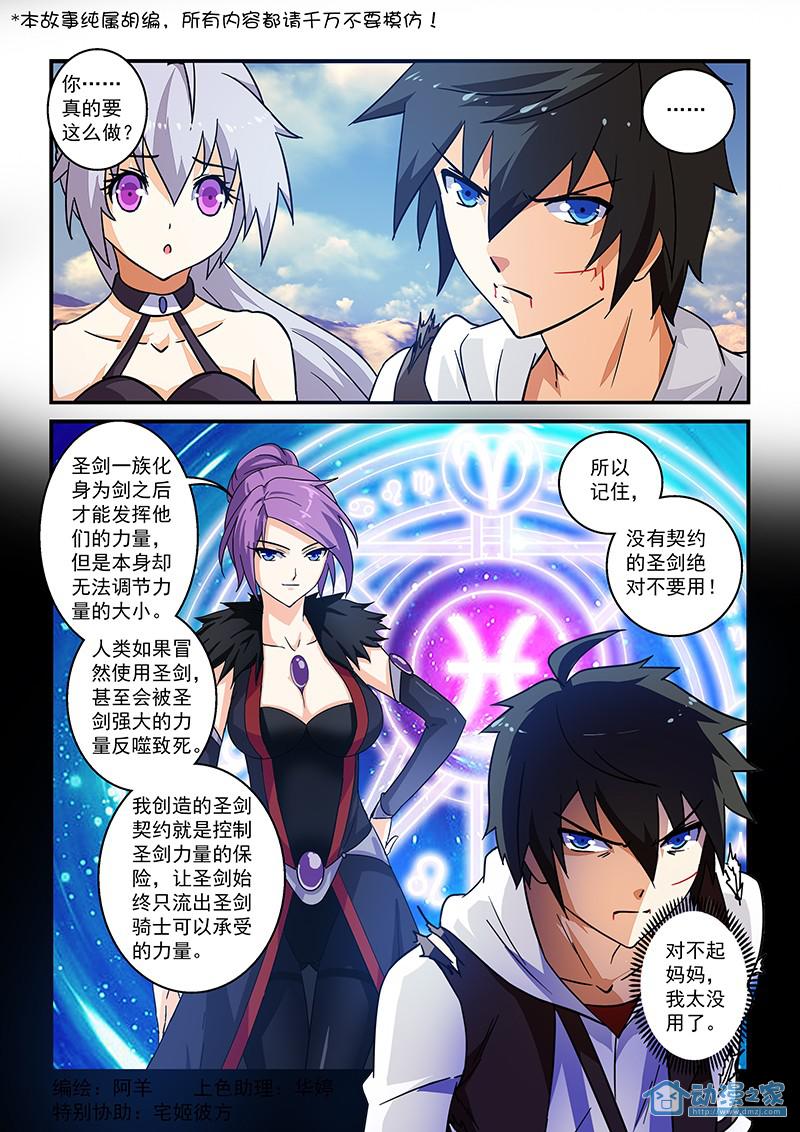 *本故事纯属胡编，所有内容都请千万不要模仿！
你……
真的要
这么做？
……
圣剑一族化
身为剑之后
才能发挥他
们的力量，
但是本身却
无法调节力
量的大小。
人类如果冒
然使用圣剑，
甚至会被圣
剑强大的力
量反噬致死。
我创造的圣剑
契约就是控制
圣剑力量的保
险，让圣剑始
终只流出圣剑
骑士可以承受
的力量。
所以
记住，
没有契约
的圣剑绝
对不要用！
对不起
妈妈，
我太没
用了。
编绘：阿羊 上色助理：华婷
特别协助：宅姬彼方
动漫之家
http://www.dmzj.com